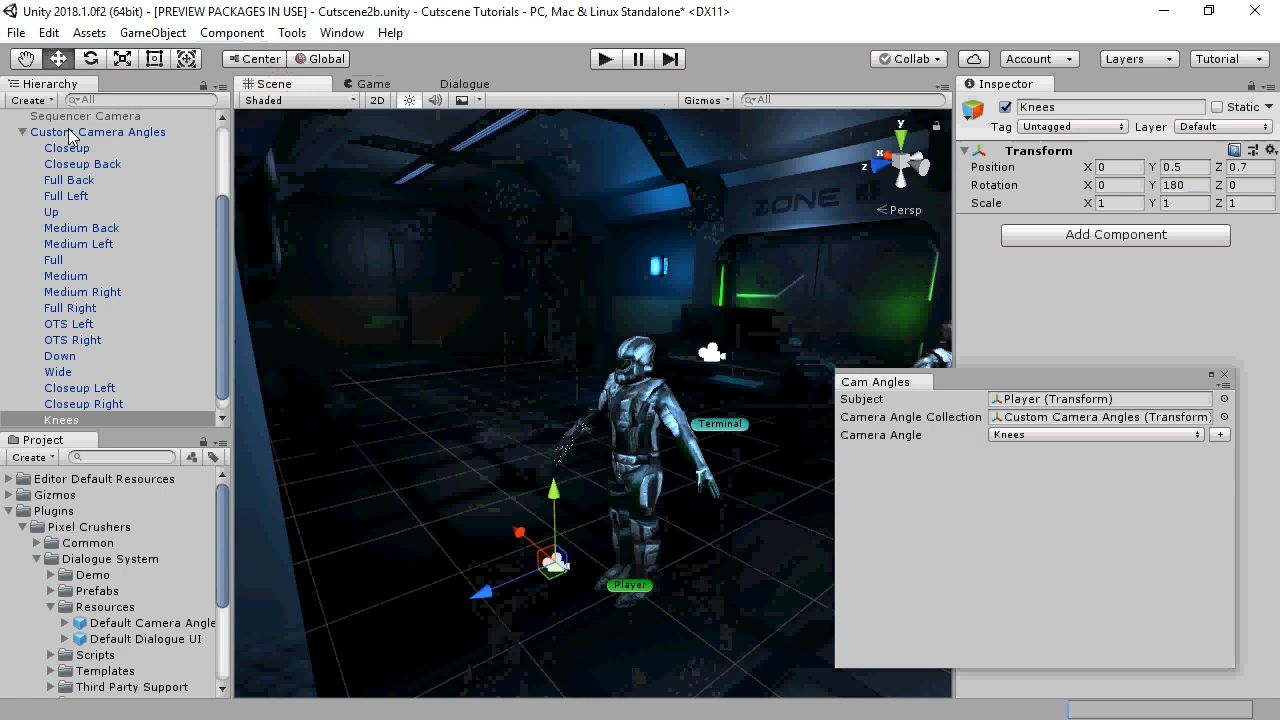 Unity 2018.1.0f2 (64bit) - [PREVIEW PACKAGES IN USE] - Cutscene2b.unity - Cutscene Tutorials - PC, Mac & Linux Standalone* <DX11>
File Edit Assets GameObject Component Tools Window Help
Center Global Collab Account Layers Tutorial
Hierarchy
Create All
Sequencer Camera
Custom Camera Angles
Closeup
Closeup Back
Full Back
Full Left
Up
Medium Back
Medium Left
Full
Medium
Medium Right
Full Right
OTS Left
OTS Right
Down
Wide
Closeup Left
Closeup Right
Knees
Project
Create
Editor Default Resources
Gizmos
Plugins
Pixel Crushers
Common
Dialogue System
Demo
Prefabs
Resources
Default Camera Angle
Default Dialogue UI
Scripts
Templates
Third Party Support
Scene Game Dialogue
Shaded 2D Gizmos All
y
x
z
Persp
ZONE
Terminal
Player
Inspector
Knees Static
Tag Untagged Layer Default
Transform
Position X 0 Y 0.5 Z 0.7
Rotation X 0 Y 180 Z 0
Scale X 1 Y 1 Z 1
Add Component
Cam Angles
Subject Player (Transform)
Camera Angle Collection Custom Camera Angles (Transform)
Camera Angle Knees +